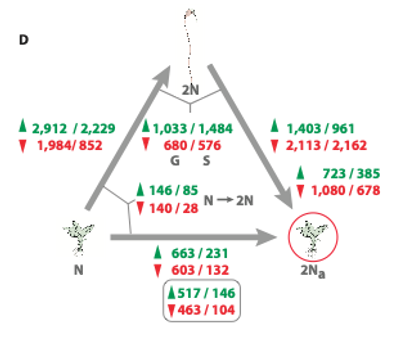 D
2N
▲ 2,912 / 2,229
▼ 1,984/ 852
▲ 1,033 / 1,484
▼ 680 / 576
G S
▲ 1,403 / 961
▼ 2,113 / 2,162
▲ 723 / 385
▼ 1,080 / 678
▲ 146 / 85
▼ 140 / 28
N → 2N
N
2Na
▲ 663 / 231
▼ 603 / 132
▲ 517 / 146
▼ 463 / 104